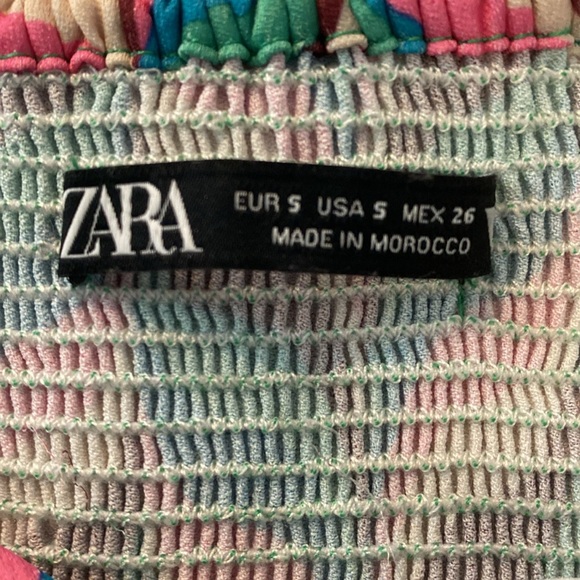 ZARA
EUR S USA S MEX 26
MADE IN MOROCCO